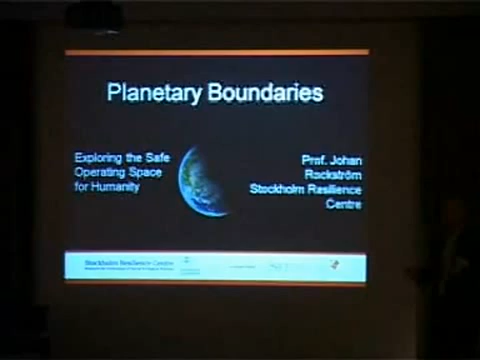 Planetary Boundaries
Exploring the Safe
Operating Space
for Humanity
Prof. Johan
Rockström
Stockholm Resilience
Centre
Stockholm Resilience Centre